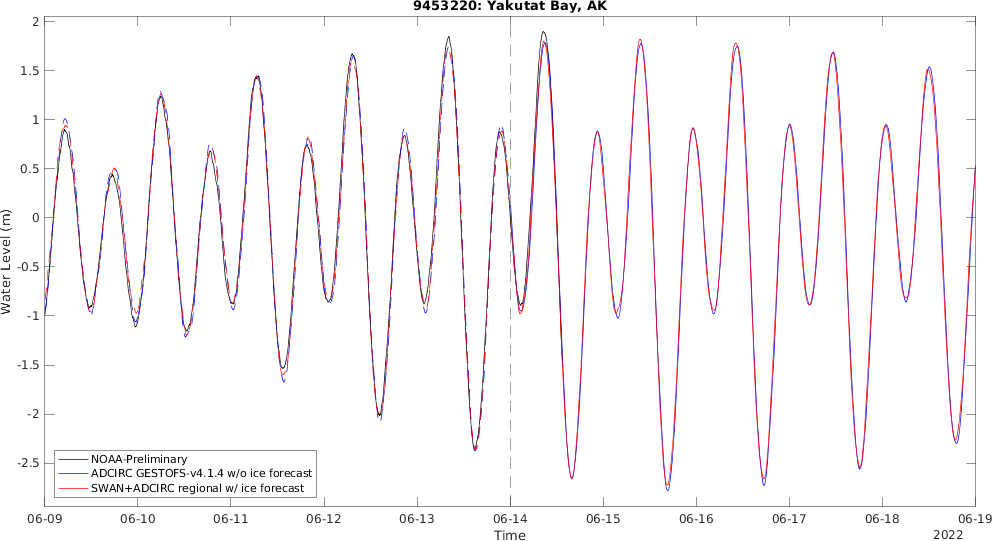 9453220: Yakutat Bay, AK
Water Level (m)
2
1.5
1
0.5
0
-0.5
-1
-1.5
-2
-2.5
NOAA-Preliminary
ADCIRC GESTOFS-v4.1.4 w/o ice forecast
SWAN+ADCIRC regional w/ ice forecast
06-09 06-10 06-11 06-12 06-13 06-14 06-15 06-16 06-17 06-18 06-19
Time
2022